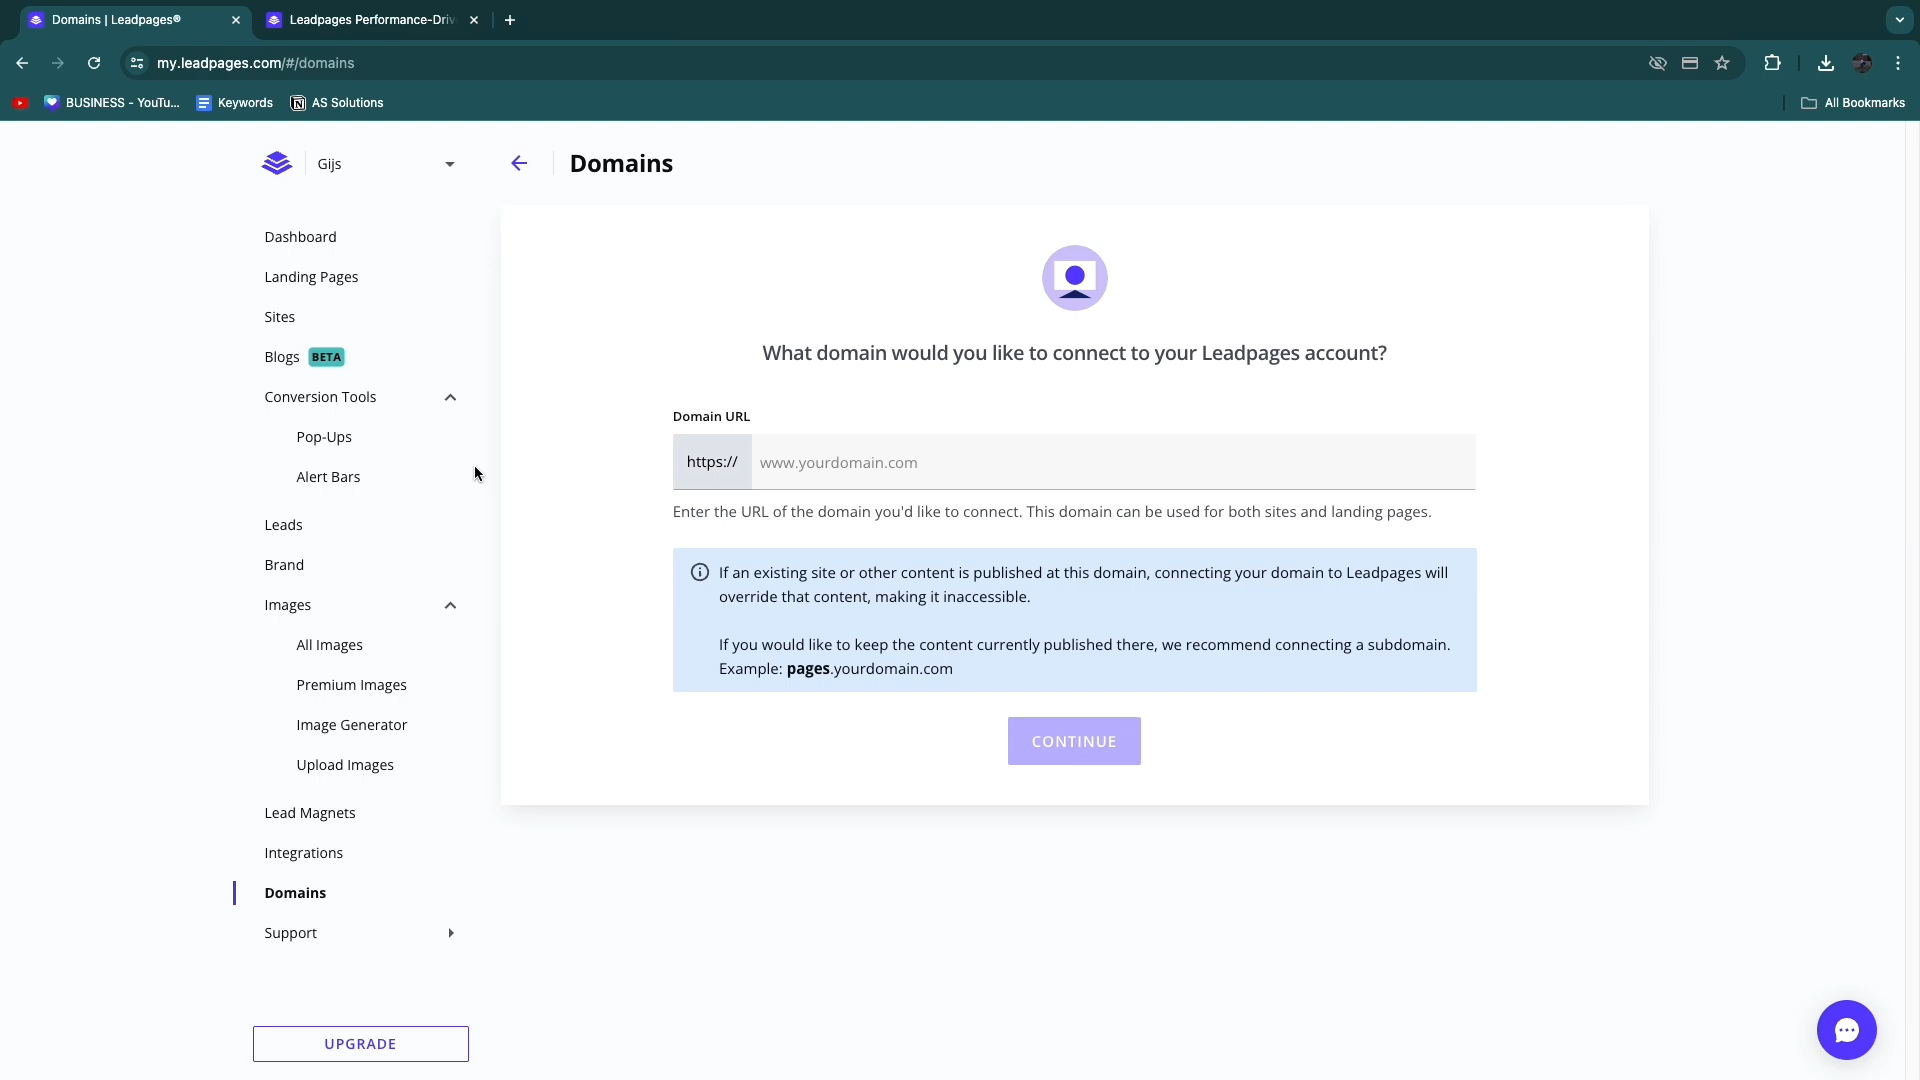 Domains | Leadpages®
Leadpages Performance-Driv
my.leadpages.com/#/domains
BUSINESS - YouTu...
Keywords
AS Solutions
All Bookmarks
Gijs
Domains
Dashboard
Landing Pages
Sites
Blogs BETA
Conversion Tools
Pop-Ups
Alert Bars
Leads
Brand
Images
All Images
Premium Images
Image Generator
Upload Images
Lead Magnets
Integrations
Domains
Support
UPGRADE
What domain would you like to connect to your Leadpages account?
Domain URL
https:// www.yourdomain.com
Enter the URL of the domain you'd like to connect. This domain can be used for both sites and landing pages.
If an existing site or other content is published at this domain, connecting your domain to Leadpages will
override that content, making it inaccessible.
If you would like to keep the content currently published there, we recommend connecting a subdomain.
Example: pages.yourdomain.com
CONTINUE